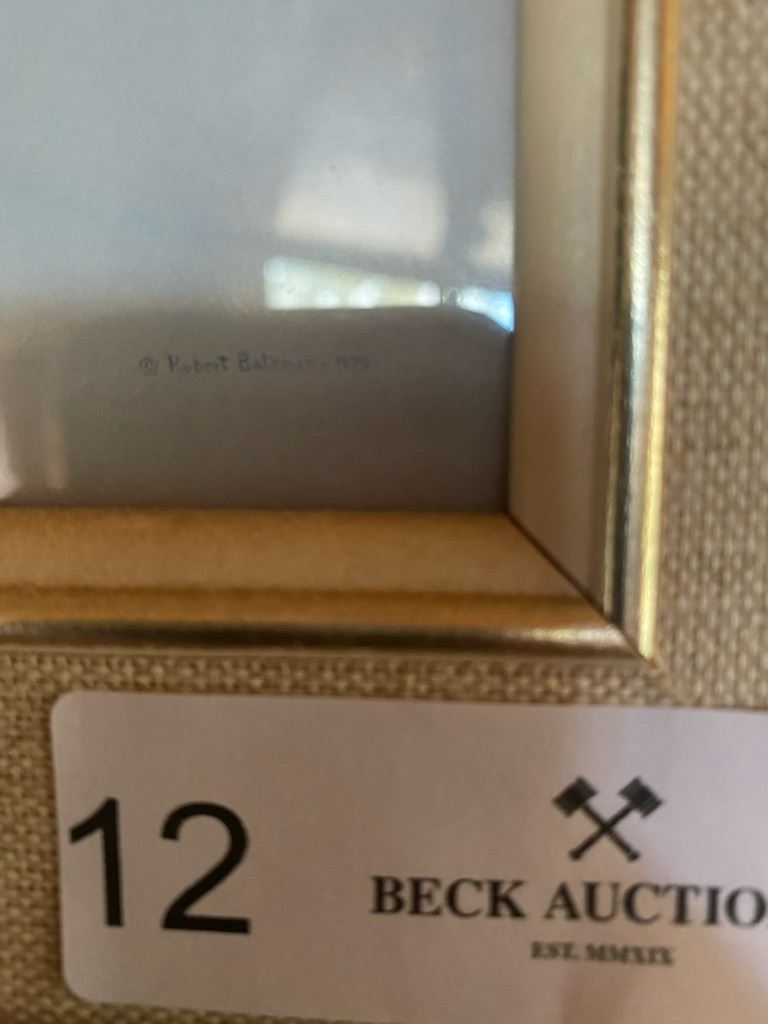 © Robert Bateman
12
BECK AUCTIO
EST. MMXIX